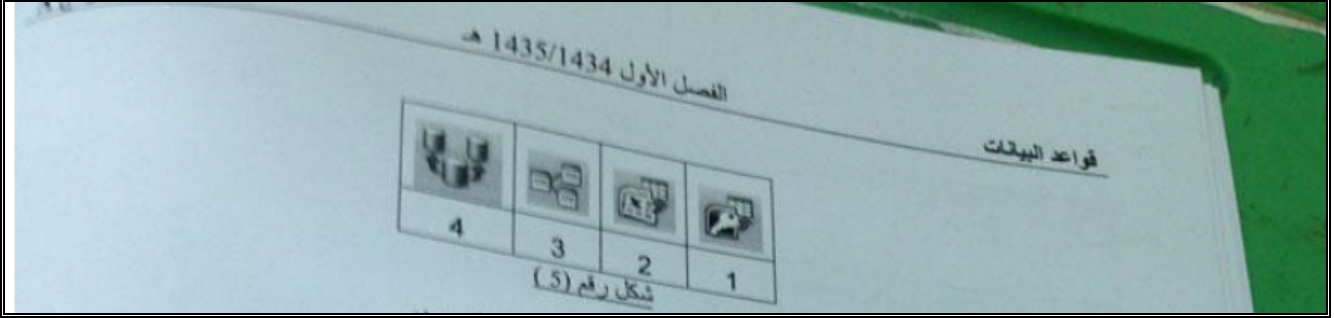 الفصل الأول 1435/1434 هـ
قواعد البيانات
4 3 2 1
شكل رقم (5)